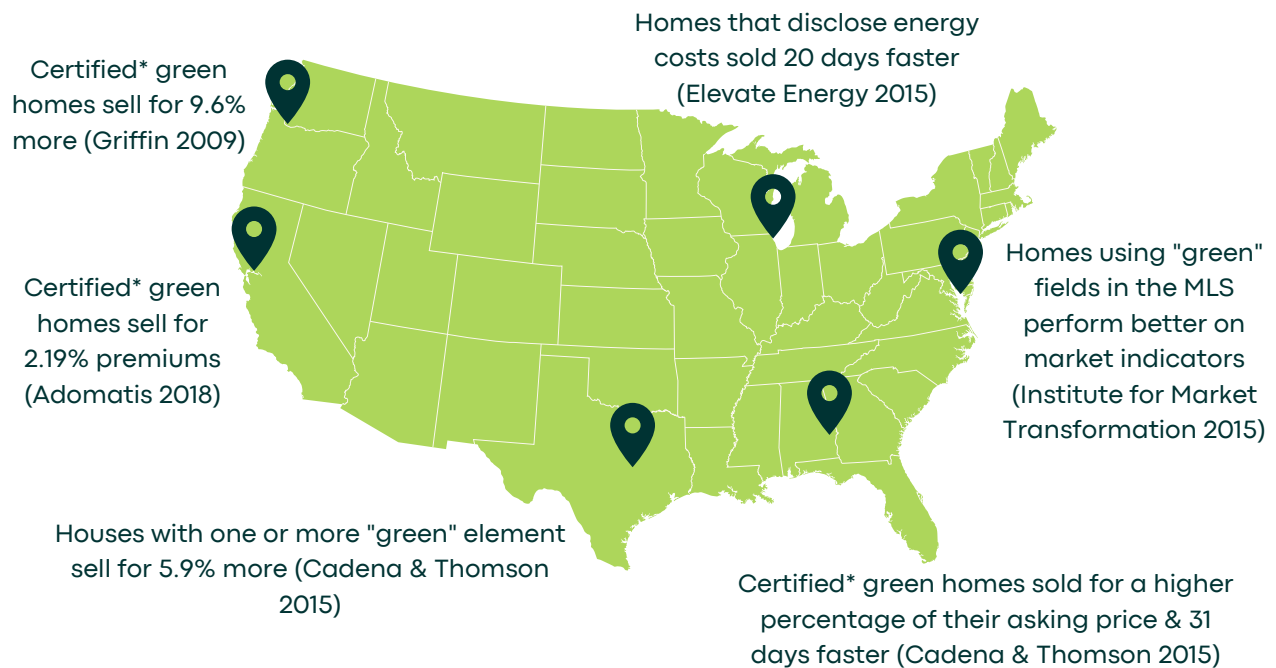 Homes that disclose energy
costs sold 20 days faster
(Elevate Energy 2015)
Certified* green
homes sell for 9.6%
more (Griffin 2009)
Certified* green
homes sell for
2.19% premiums
(Adomatis 2018)
Homes using "green"
fields in the MLS
perform better on
market indicators
(Institute for Market
Transformation 2015)
Houses with one or more "green" element
sell for 5.9% more (Cadena & Thomson
2015)
Certified* green homes sold for a higher
percentage of their asking price & 31
days faster (Cadena & Thomson 2015)